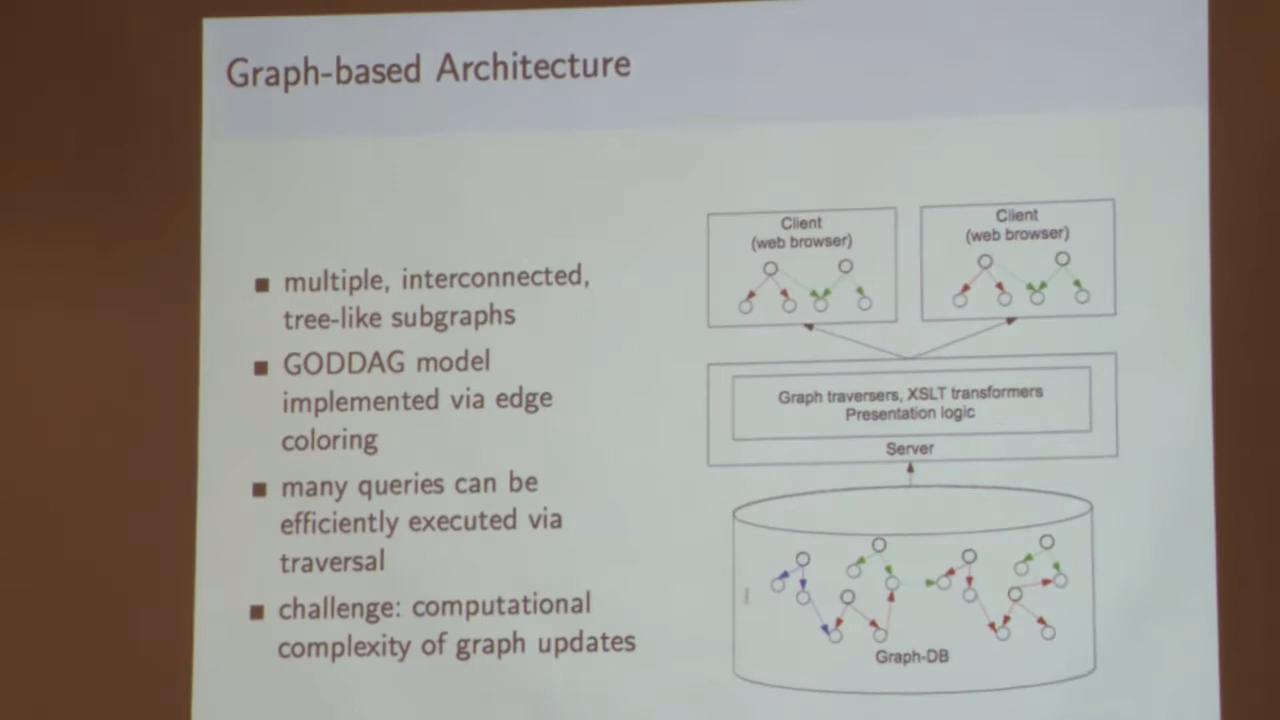 Graph-based Architecture
■ multiple, interconnected,
tree-like subgraphs
■ GODDAG model
implemented via edge
coloring
■ many queries can be
efficiently executed via
traversal
■ challenge: computational
complexity of graph updates
Client
(web browser)
Client
(web browser)
Graph traversers, XSLT transformers
Presentation logic
Server
Graph-DB